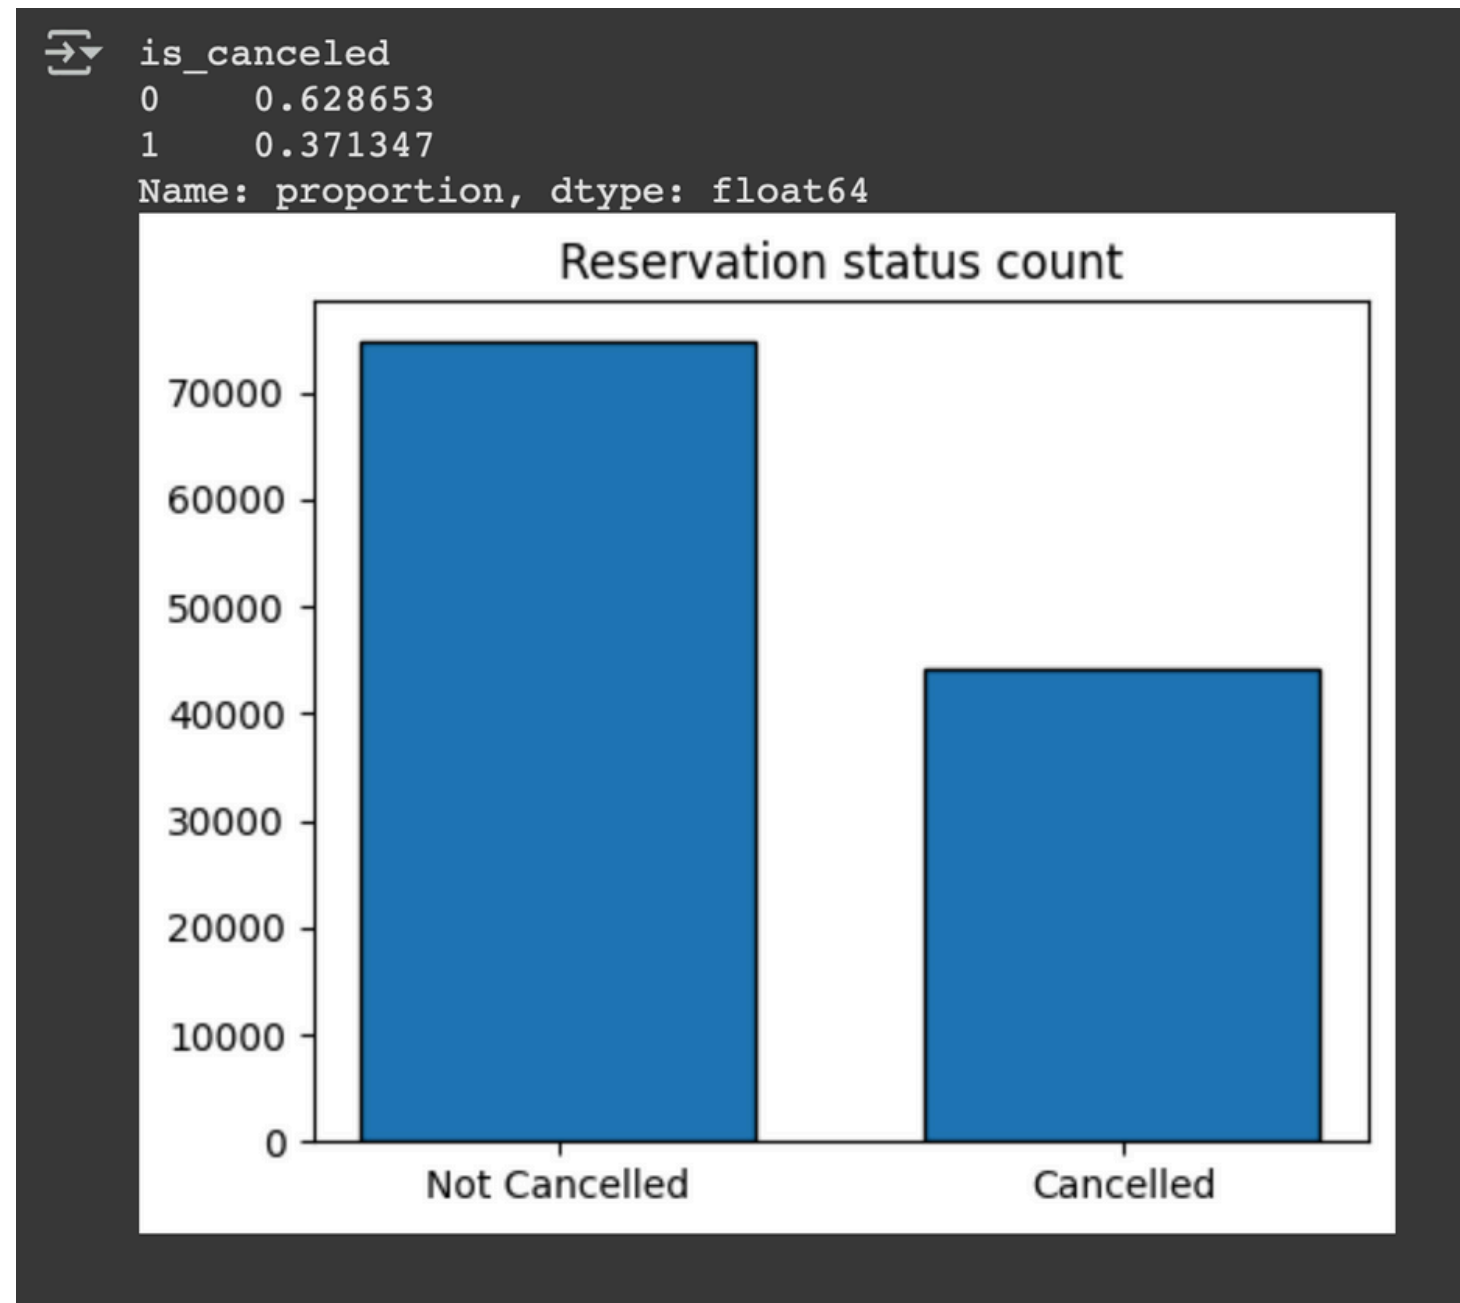 is_canceled
0    0.628653
1    0.371347
Name: proportion, dtype: float64
Reservation status count
70000
60000
50000
40000
30000
20000
10000
0
Not Cancelled
Cancelled